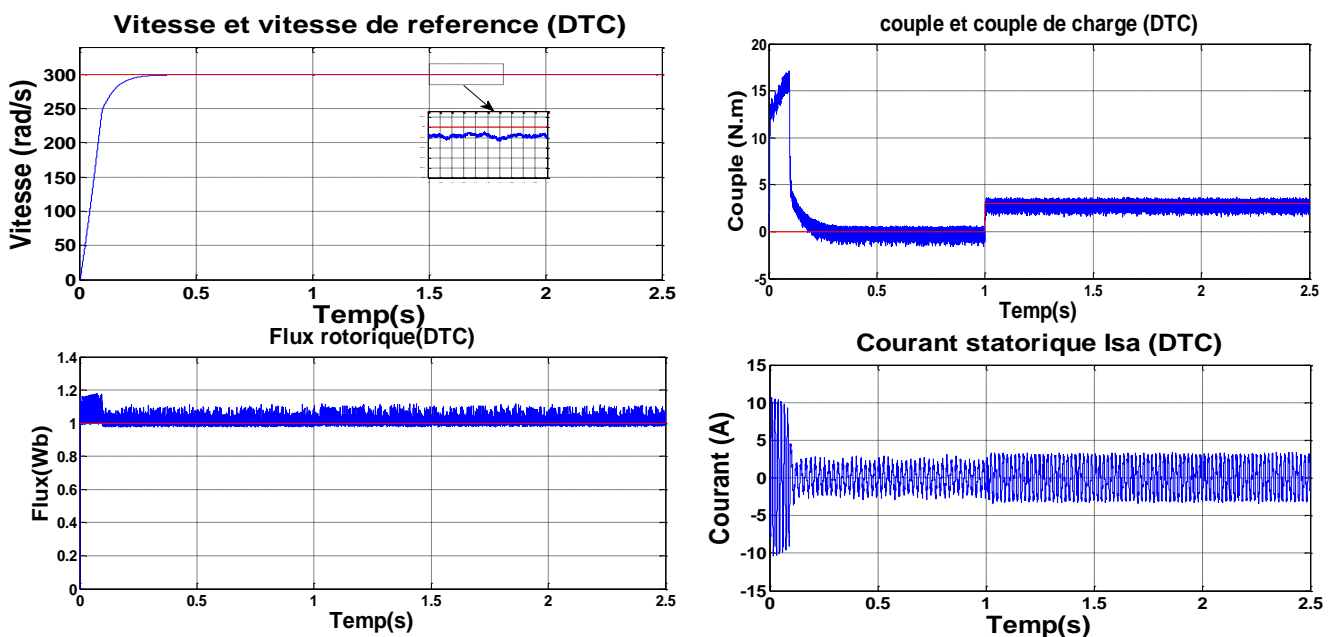 Vitesse et vitesse de reference (DTC)
Vitesse (rad/s)
300
250
200
150
100
50
0
0 0.5 1 1.5 2 2.5
Temp(s)
couple et couple de charge (DTC)
Couple (N.m)
20
15
10
5
0
-5
0 0.5 1 1.5 2 2.5
Temp(s)
Flux rotorique(DTC)
Flux(Wb)
1.4
1.2
1
0.8
0.6
0.4
0.2
0
0 0.5 1 1.5 2 2.5
Temp(s)
Courant statorique Isa (DTC)
Courant (A)
15
10
5
0
-5
-10
-15
0 0.5 1 1.5 2 2.5
Temp(s)